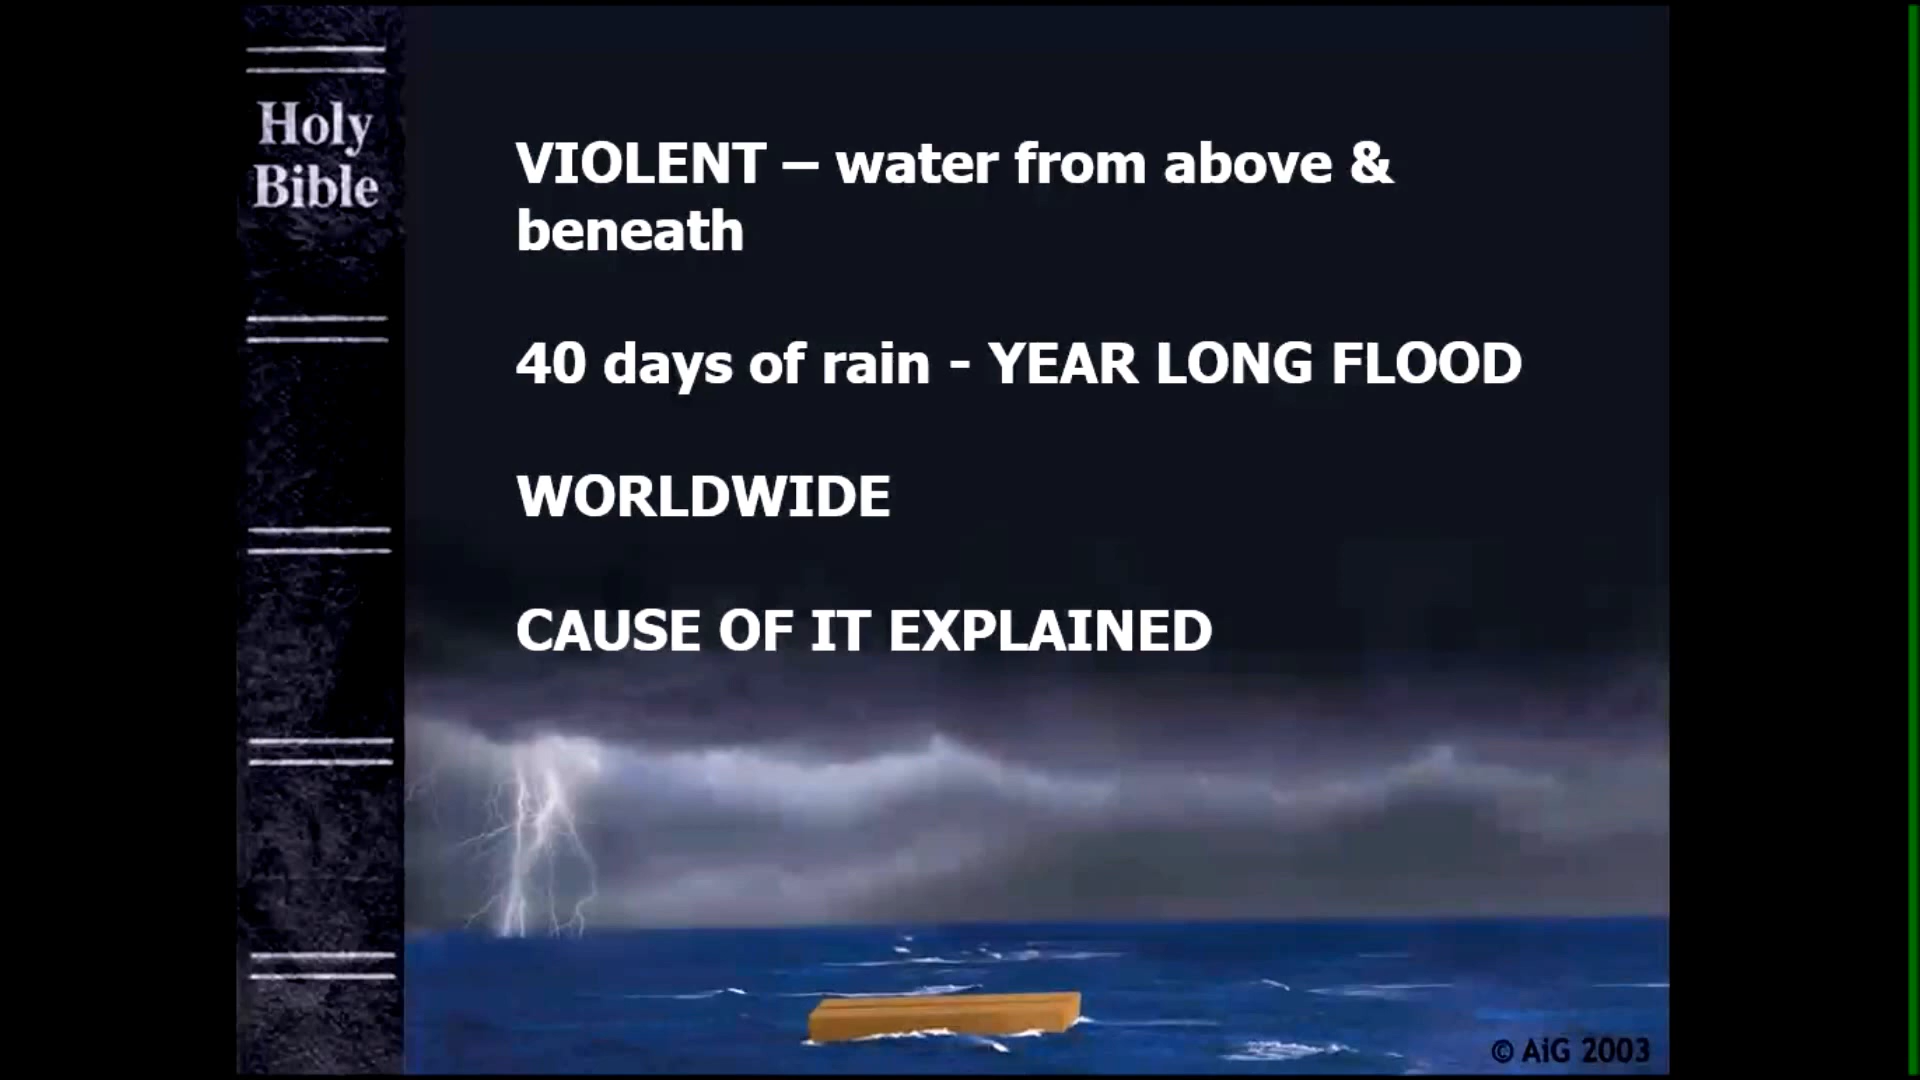 Holy
Bible
VIOLENT – water from above &
beneath
40 days of rain - YEAR LONG FLOOD
WORLDWIDE
CAUSE OF IT EXPLAINED
© AiG 2003